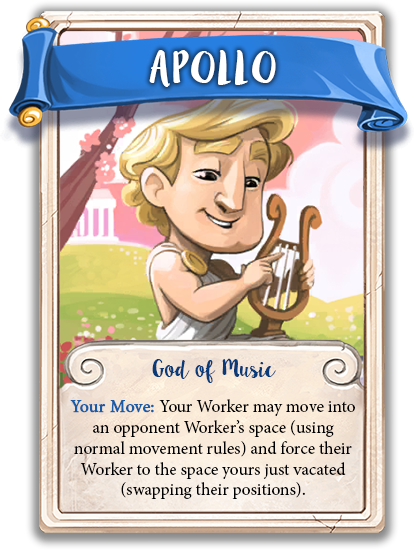 APOLLO
God of Music
Your Move: Your Worker may move into
an opponent Worker's space (using
normal movement rules) and force their
Worker to the space yours just vacated
(swapping their positions).